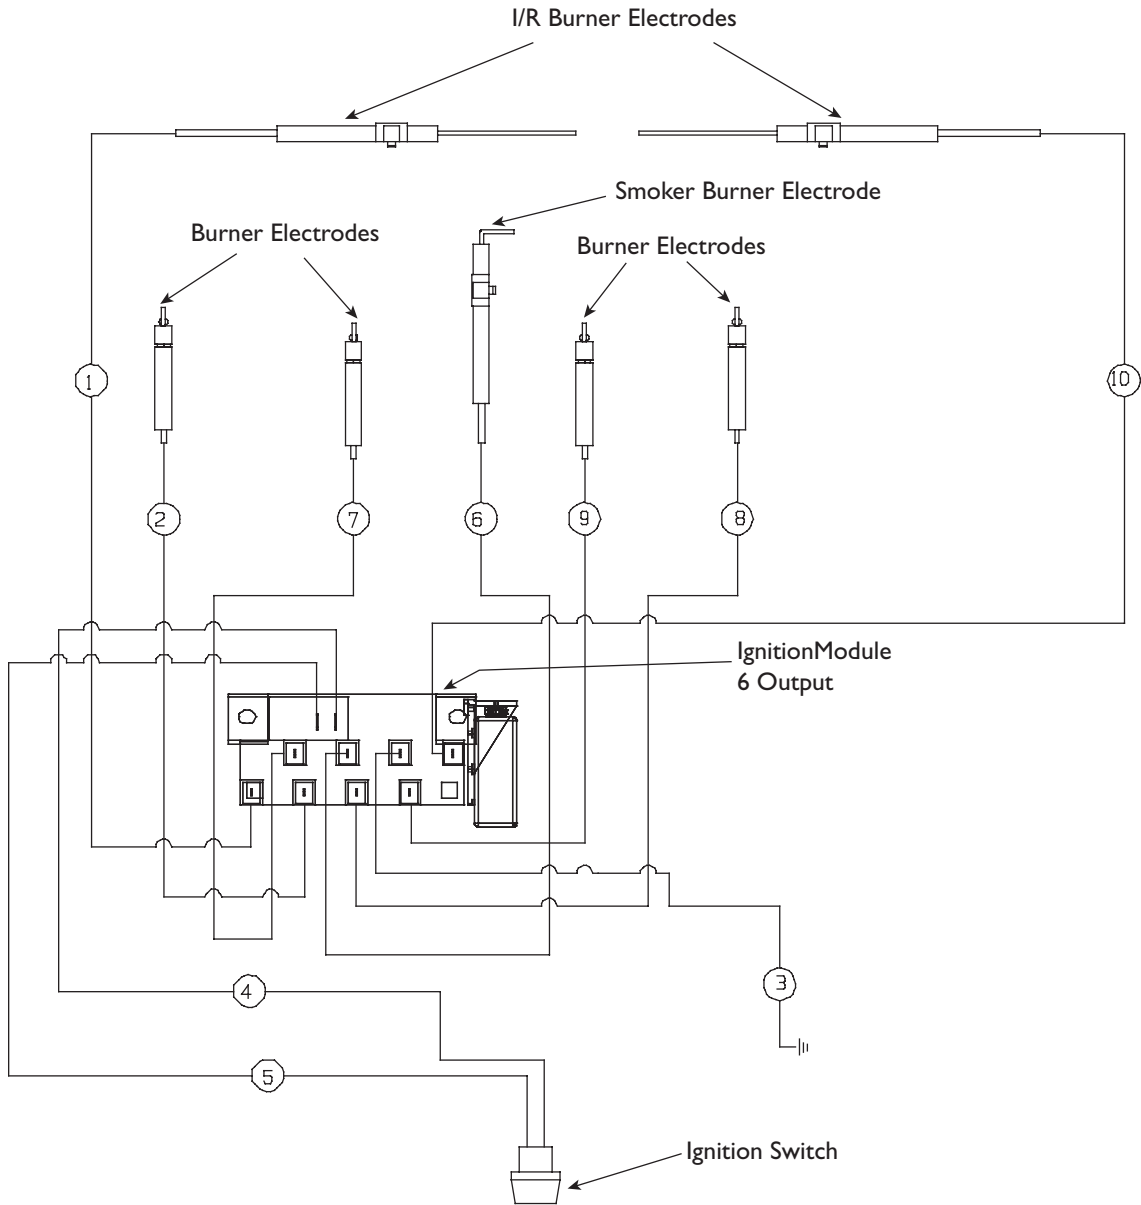 I/R Burner Electrodes
Smoker Burner Electrode
Burner Electrodes
Burner Electrodes
1
10
2
7
6
9
8
IgnitionModule
6 Output
3
4
5
Ignition Switch